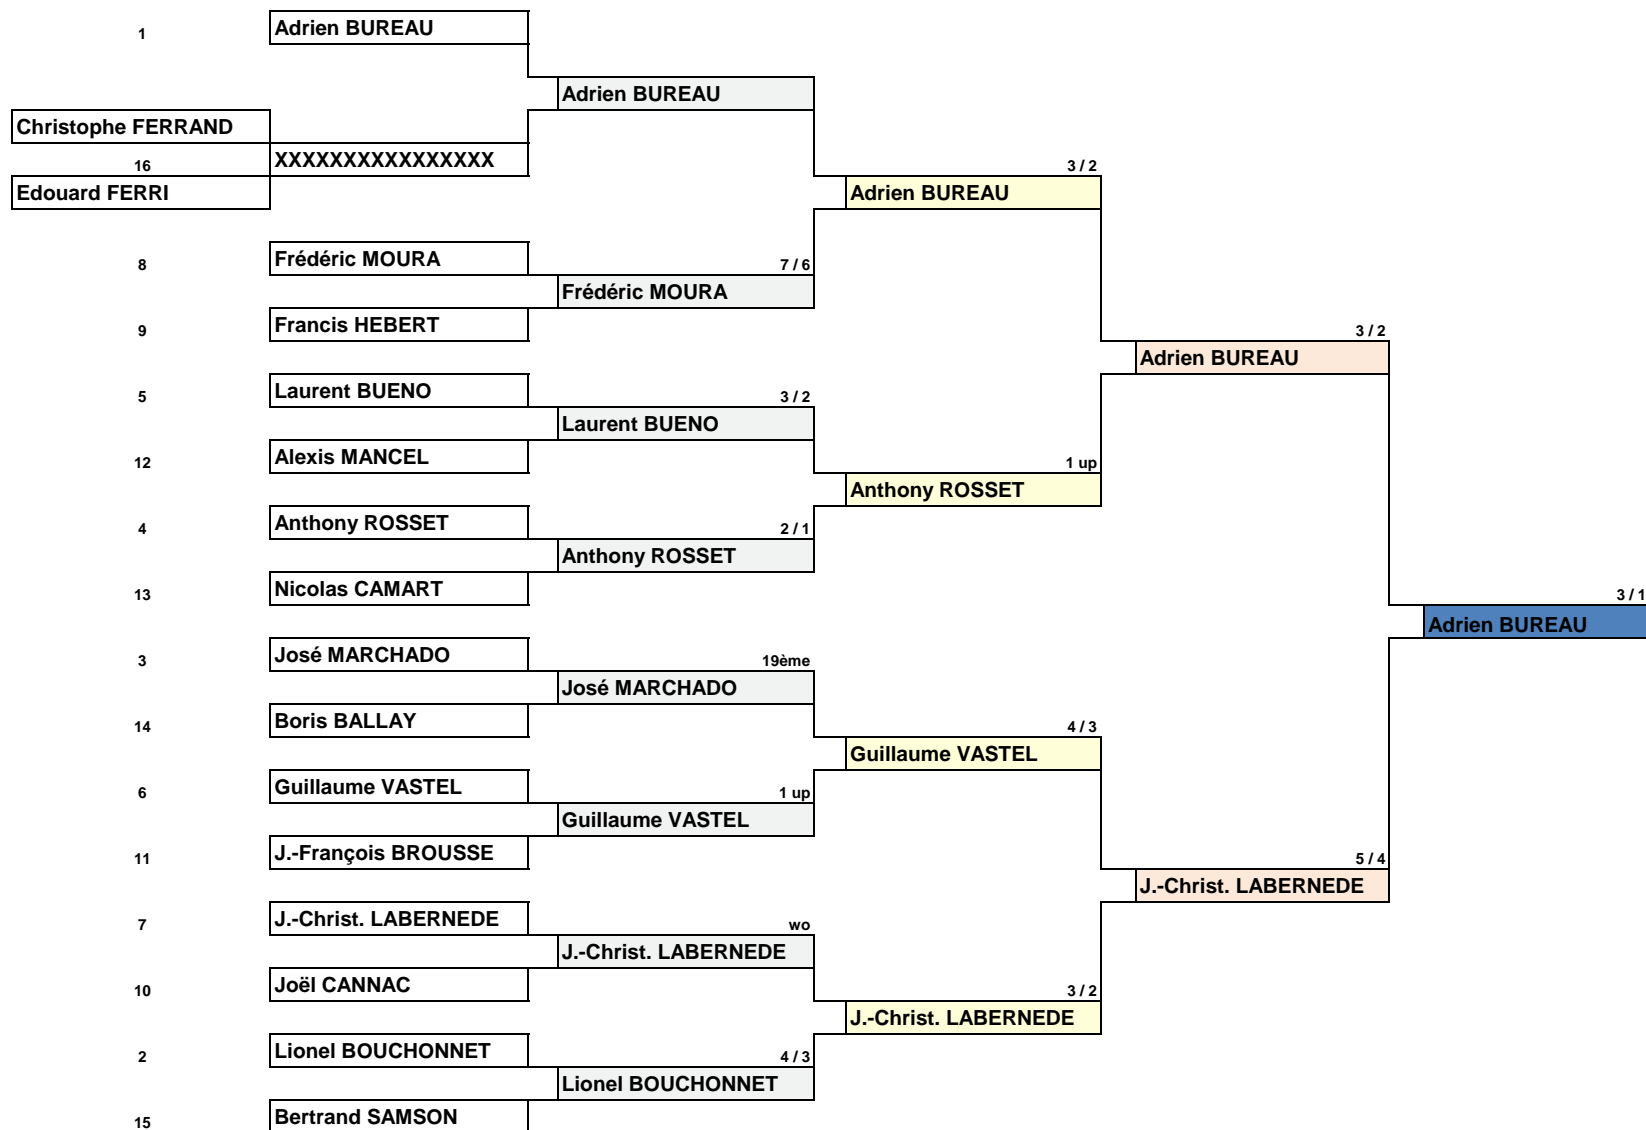 1 Adrien BUREAU
Adrien BUREAU
Christophe FERRAND
16 XXXXXXXXXXXXXXXX 3 / 2
Edouard FERRI Adrien BUREAU
8 Frédéric MOURA 7 / 6
Frédéric MOURA
9 Francis HEBERT 3 / 2
Adrien BUREAU
5 Laurent BUENO 3 / 2
Laurent BUENO
12 Alexis MANCEL 1 up
Anthony ROSSET
4 Anthony ROSSET 2 / 1
Anthony ROSSET
13 Nicolas CAMART 3 / 1
Adrien BUREAU
3 José MARCHADO 19ème
José MARCHADO
14 Boris BALLAY 4 / 3
Guillaume VASTEL
6 Guillaume VASTEL 1 up
Guillaume VASTEL
11 J.-François BROUSSE 5 / 4
J.-Christ. LABERNEDE
7 J.-Christ. LABERNEDE wo
J.-Christ. LABERNEDE
10 Joël CANNAC 3 / 2
J.-Christ. LABERNEDE
2 Lionel BOUCHONNET 4 / 3
Lionel BOUCHONNET
15 Bertrand SAMSON